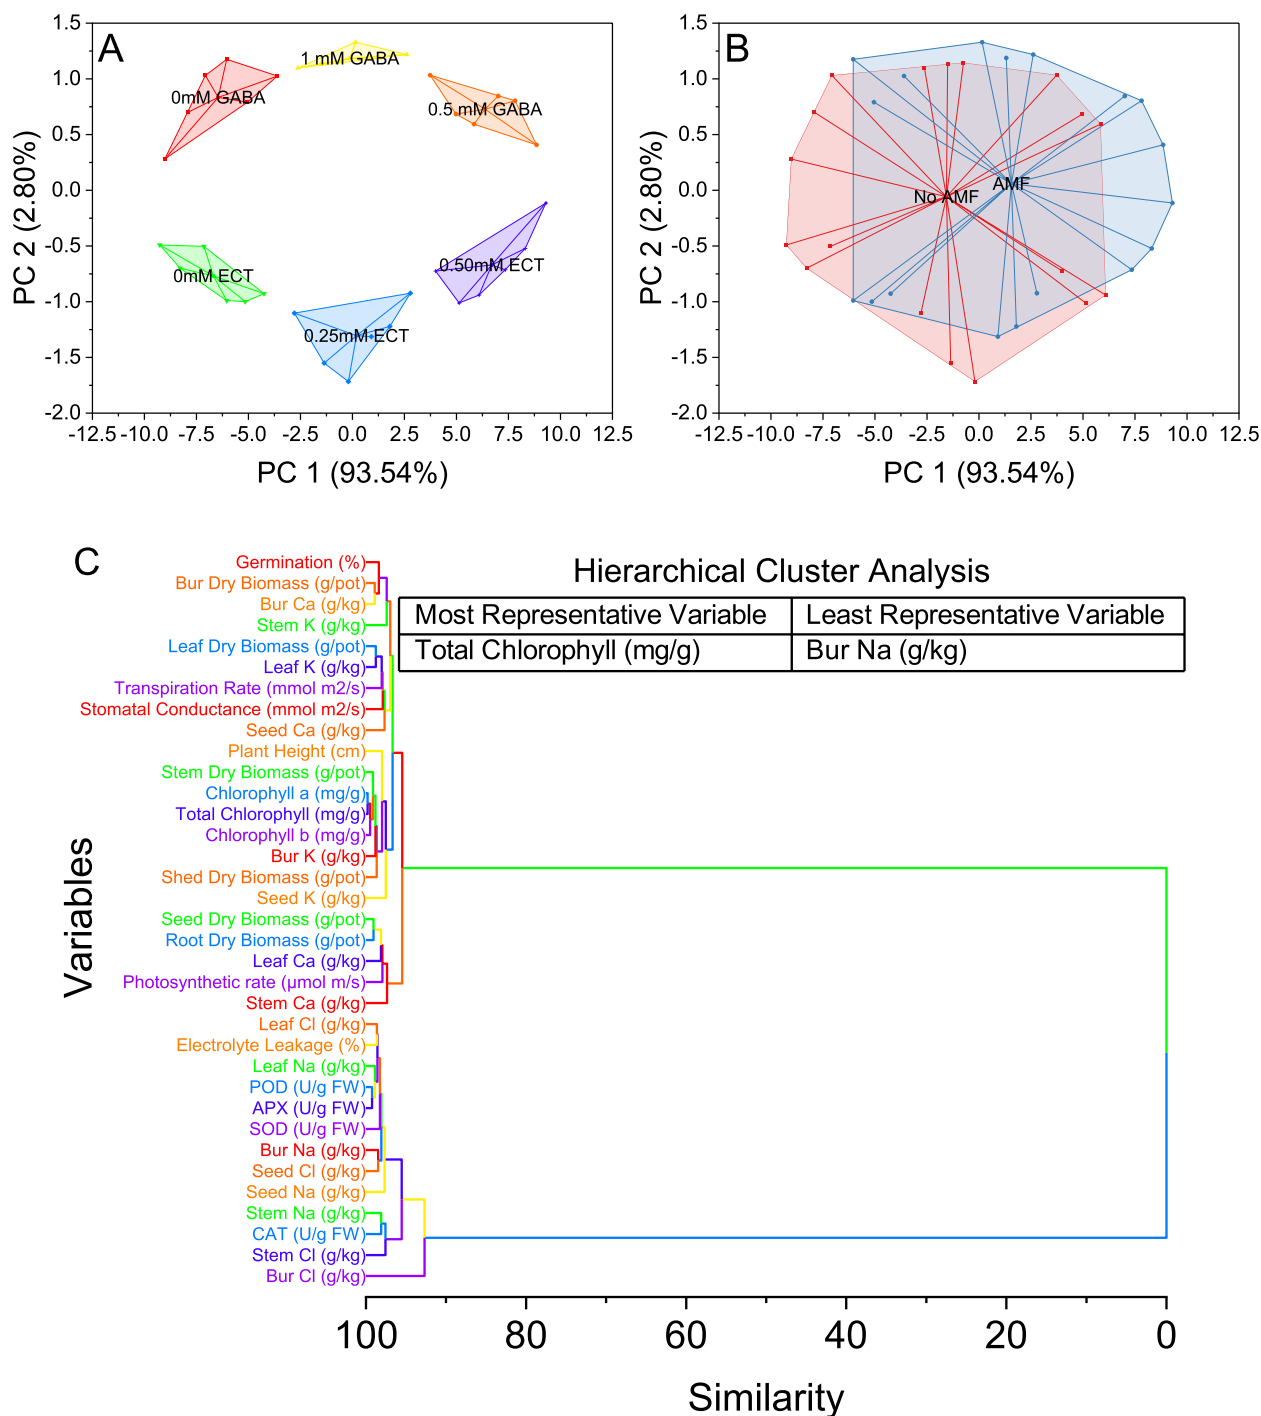 A
1.5
1.0
0.5
0.0
-0.5
-1.0
-1.5
-2.0
PC 2 (2.80%)
1 mM GABA
0mM GABA
0.5 mM GABA
0.50mM ECT
0mM ECT
0.25mM ECT
-12.5 -10.0 -7.5 -5.0 -2.5 0.0 2.5 5.0 7.5 10.0 12.5
PC 1 (93.54%)
B
1.5
1.0
0.5
0.0
-0.5
-1.0
-1.5
-2.0
PC 2 (2.80%)
AMF
No AMF
-12.5 -10.0 -7.5 -5.0 -2.5 0.0 2.5 5.0 7.5 10.0 12.5
PC 1 (93.54%)
C
Hierarchical Cluster Analysis
Most Representative Variable Least Representative Variable
Total Chlorophyll (mg/g) Bur Na (g/kg)
Variables
Germination (%)
Bur Dry Biomass (g/pot)
Bur Ca (g/kg)
Stem K (g/kg)
Leaf Dry Biomass (g/pot)
Leaf K (g/kg)
Transpiration Rate (mmol m2/s)
Stomatal Conductance (mmol m2/s)
Seed Ca (g/kg)
Plant Height (cm)
Stem Dry Biomass (g/pot)
Chlorophyll a (mg/g)
Total Chlorophyll (mg/g)
Chlorophyll b (mg/g)
Bur K (g/kg)
Shed Dry Biomass (g/pot)
Seed K (g/kg)
Seed Dry Biomass (g/pot)
Root Dry Biomass (g/pot)
Leaf Ca (g/kg)
Photosynthetic rate (µmol m/s)
Stem Ca (g/kg)
Leaf Cl (g/kg)
Electrolyte Leakage (%)
Leaf Na (g/kg)
POD (U/g FW)
APX (U/g FW)
SOD (U/g FW)
Bur Na (g/kg)
Seed Cl (g/kg)
Seed Na (g/kg)
Stem Na (g/kg)
CAT (U/g FW)
Stem Cl (g/kg)
Bur Cl (g/kg)
100 80 60 40 20 0
Similarity